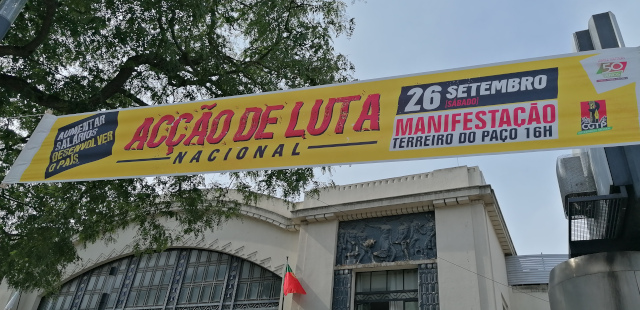 AUMENTAR
SALÁRIOS
DESENVOLVER
O PAÍS
ACÇÃO DE LUTA
NACIONAL
26 SETEMBRO
(SÁBADO)
MANIFESTAÇÃO
TERREIRO DO PAÇO 16H
50
CGTP